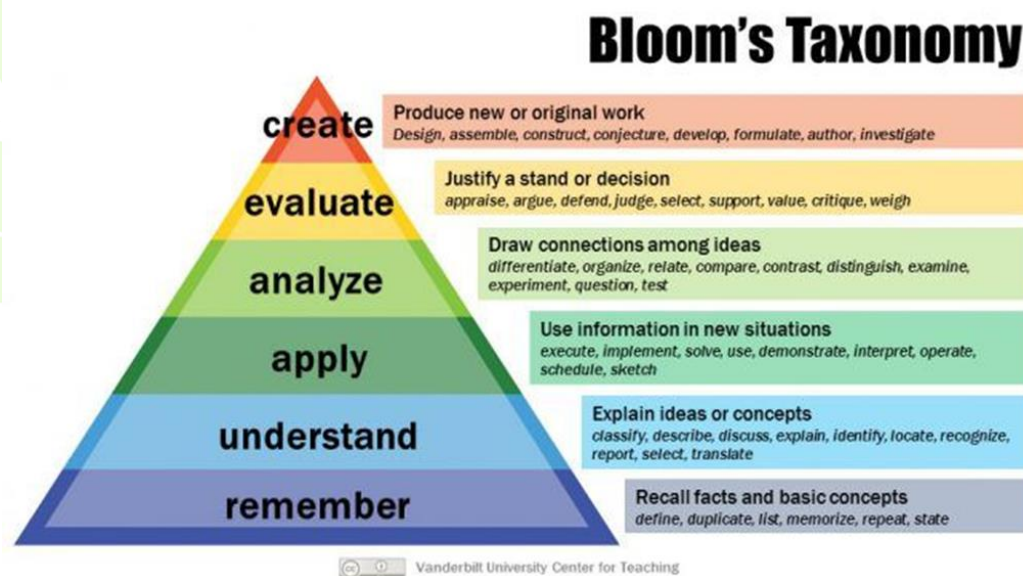 Bloom's Taxonomy
create
Produce new or original work
Design, assemble, construct, conjecture, develop, formulate, author, investigate
evaluate
Justify a stand or decision
appraise, argue, defend, judge, select, support, value, critique, weigh
analyze
Draw connections among ideas
differentiate, organize, relate, compare, contrast, distinguish, examine,
experiment, question, test
apply
Use information in new situations
execute, implement, solve, use, demonstrate, interpret, operate,
schedule, sketch
understand
Explain ideas or concepts
classify, describe, discuss, explain, identify, locate, recognize,
report, select, translate
remember
Recall facts and basic concepts
define, duplicate, list, memorize, repeat, state
cc
Vanderbilt University Center for Teaching